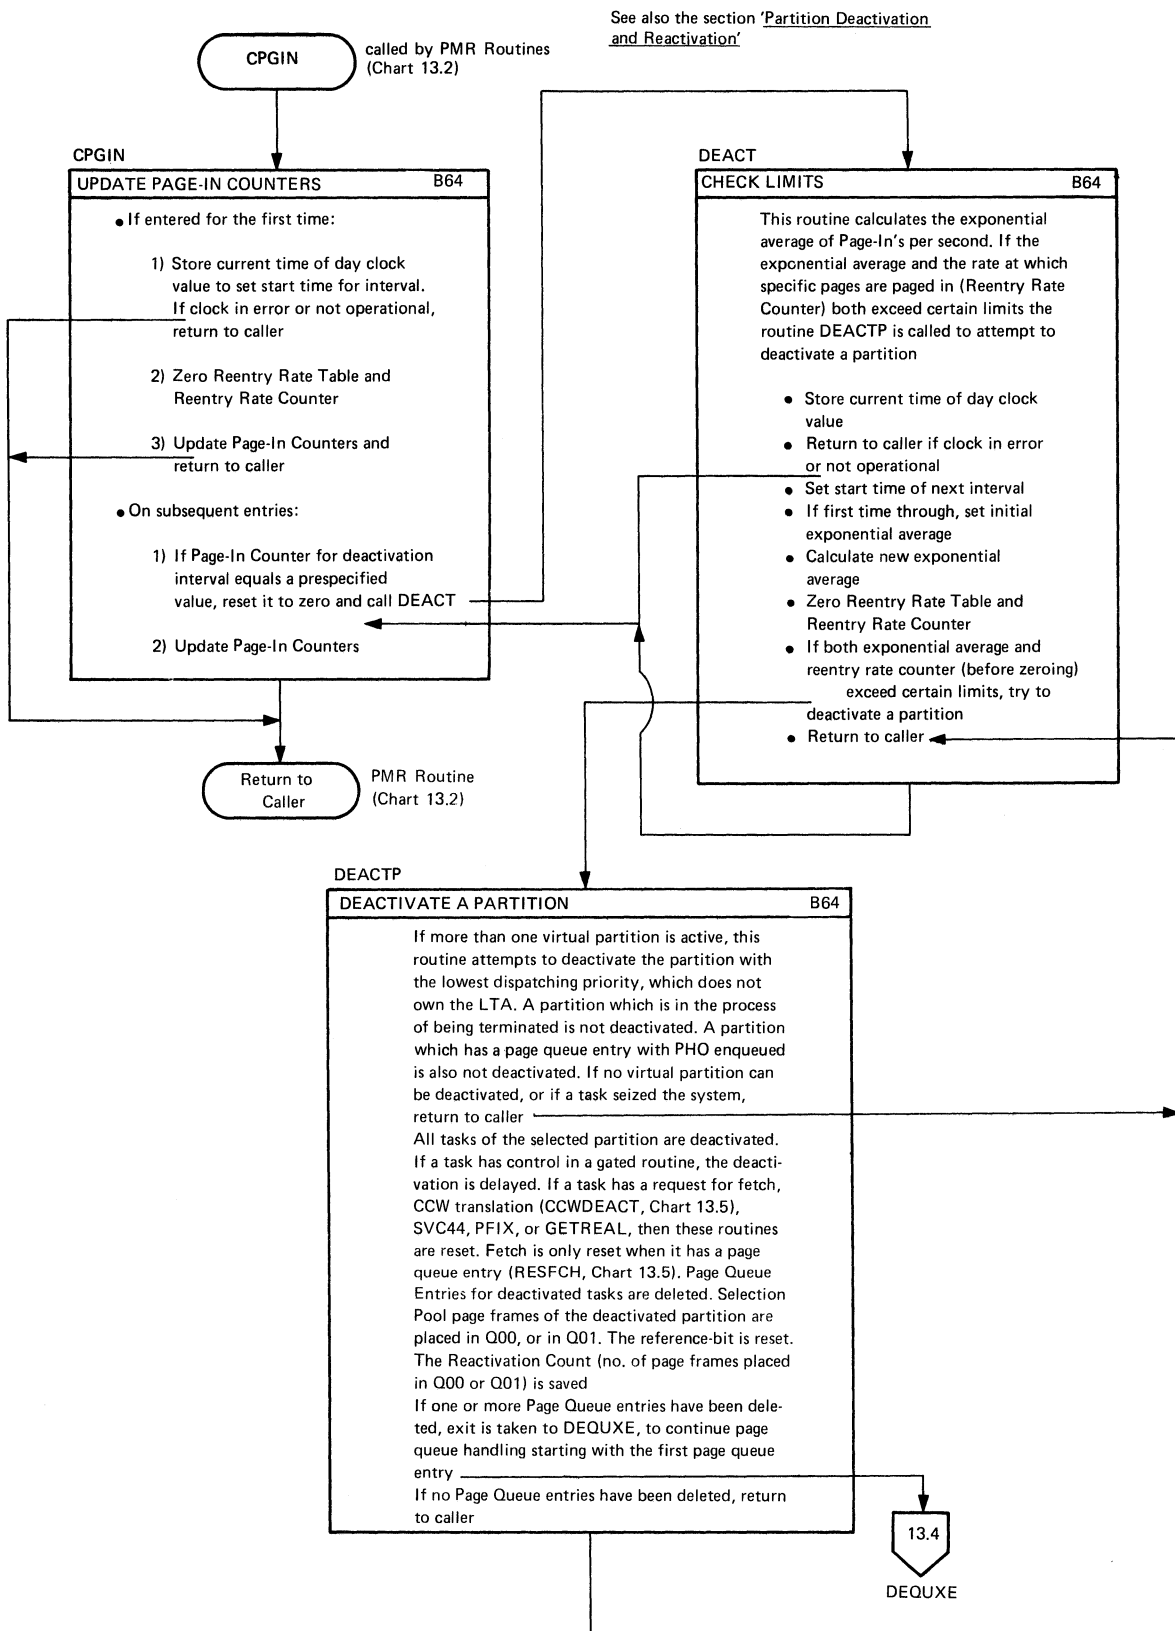 See also the section 'Partition Deactivation
and Reactivation'
CPGIN
called by PMR Routines
(Chart 13.2)
CPGIN
UPDATE PAGE-IN COUNTERS B64
• If entered for the first time:
1) Store current time of day clock
value to set start time for interval.
If clock in error or not operational,
return to caller
2) Zero Reentry Rate Table and
Reentry Rate Counter
3) Update Page-In Counters and
return to caller
• On subsequent entries:
1) If Page-In Counter for deactivation
interval equals a prespecified
value, reset it to zero and call DEACT
2) Update Page-In Counters
Return to
Caller
PMR Routine
(Chart 13.2)
DEACT
CHECK LIMITS B64
This routine calculates the exponential
average of Page-In's per second. If the
exponential average and the rate at which
specific pages are paged in (Reentry Rate
Counter) both exceed certain limits the
routine DEACTP is called to attempt to
deactivate a partition
• Store current time of day clock
value
• Return to caller if clock in error
or not operational
• Set start time of next interval
• If first time through, set initial
exponential average
• Calculate new exponential
average
• Zero Reentry Rate Table and
Reentry Rate Counter
• If both exponential average and
reentry rate counter (before zeroing)
exceed certain limits, try to
deactivate a partition
• Return to caller
DEACTP
DEACTIVATE A PARTITION B64
If more than one virtual partition is active, this
routine attempts to deactivate the partition with
the lowest dispatching priority, which does not
own the LTA. A partition which is in the process
of being terminated is not deactivated. A partition
which has a page queue entry with PHO enqueued
is also not deactivated. If no virtual partition can
be deactivated, or if a task seized the system,
return to caller
All tasks of the selected partition are deactivated.
If a task has control in a gated routine, the deacti-
vation is delayed. If a task has a request for fetch,
CCW translation (CCWDEACT, Chart 13.5),
SVC44, PFIX, or GETREAL, then these routines
are reset. Fetch is only reset when it has a page
queue entry (RESFCH, Chart 13.5). Page Queue
Entries for deactivated tasks are deleted. Selection
Pool page frames of the deactivated partition are
placed in Q00, or in Q01. The reference-bit is reset.
The Reactivation Count (no. of page frames placed
in Q00 or Q01) is saved
If one or more Page Queue entries have been dele-
ted, exit is taken to DEQUXE, to continue page
queue handling starting with the first page queue
entry
If no Page Queue entries have been deleted, return
to caller
13.4
DEQUXE